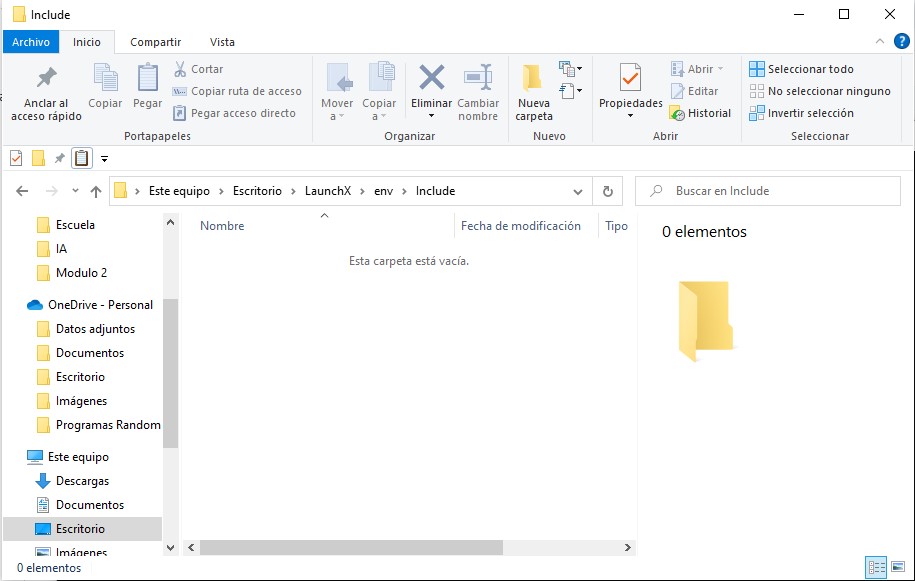 Include
Archivo Inicio Compartir Vista
Anclar al acceso rápido
Copiar
Pegar
Cortar
Copiar ruta de acceso
Pegar acceso directo
Portapapeles
Mover a
Copiar a
Eliminar
Cambiar nombre
Organizar
Nueva carpeta
Nuevo
Propiedades
Abrir
Editar
Historial
Abrir
Seleccionar todo
No seleccionar ninguno
Invertir selección
Seleccionar
Este equipo > Escritorio > LaunchX > env > Include
Buscar en Include
Escuela
IA
Modulo 2
OneDrive - Personal
Datos adjuntos
Documentos
Escritorio
Imágenes
Programas Random
Este equipo
Descargas
Documentos
Escritorio
Imágenes
Nombre Fecha de modificación Tipo
Esta carpeta está vacía.
0 elementos
0 elementos